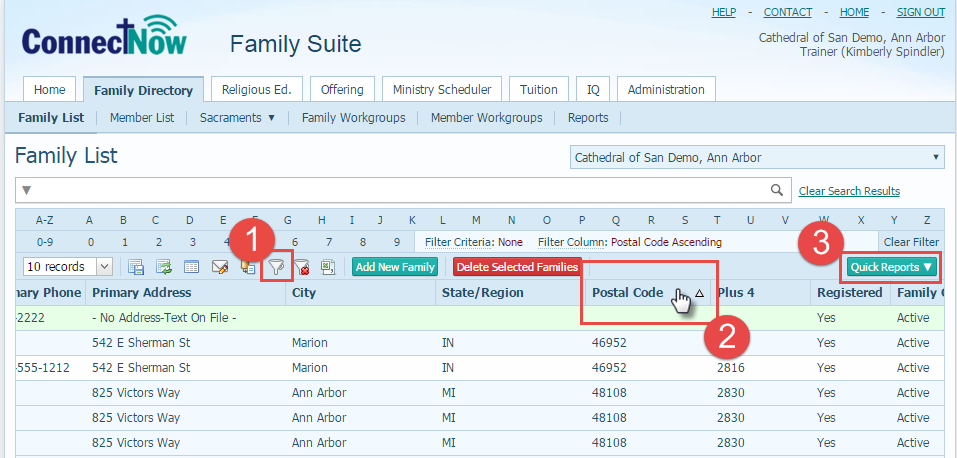 HELP - CONTACT - HOME - SIGN OUT
ConnectNow
Family Suite
Cathedral of San Demo, Ann Arbor
Trainer (Kimberly Spindler)
Home Family Directory Religious Ed. Offering Ministry Scheduler Tuition IQ Administration
Family List Member List Sacraments ▼ Family Workgroups Member Workgroups Reports
Family List
Cathedral of San Demo, Ann Arbor
Clear Search Results
A-Z A B C D E F G H I J K L M N O P Q R S T U V W X Y Z
0-9 0 1 2 3 4 6 7 8 9 Filter Criteria: None Filter Column: Postal Code Ascending Clear Filter
1
3
10 records Add New Family Delete Selected Families Quick Reports ▼
mary Phone Primary Address City State/Region Postal Code Plus 4 Registered Family
-2222 - No Address-Text On File - Yes Active
2
542 E Sherman St Marion IN 46952 Yes Active
-555-1212 542 E Sherman St Marion IN 46952 2816 Yes Active
825 Victors Way Ann Arbor MI 48108 2830 Yes Active
825 Victors Way Ann Arbor MI 48108 2830 Yes Active
825 Victors Way Ann Arbor MI 48108 2830 Yes Active